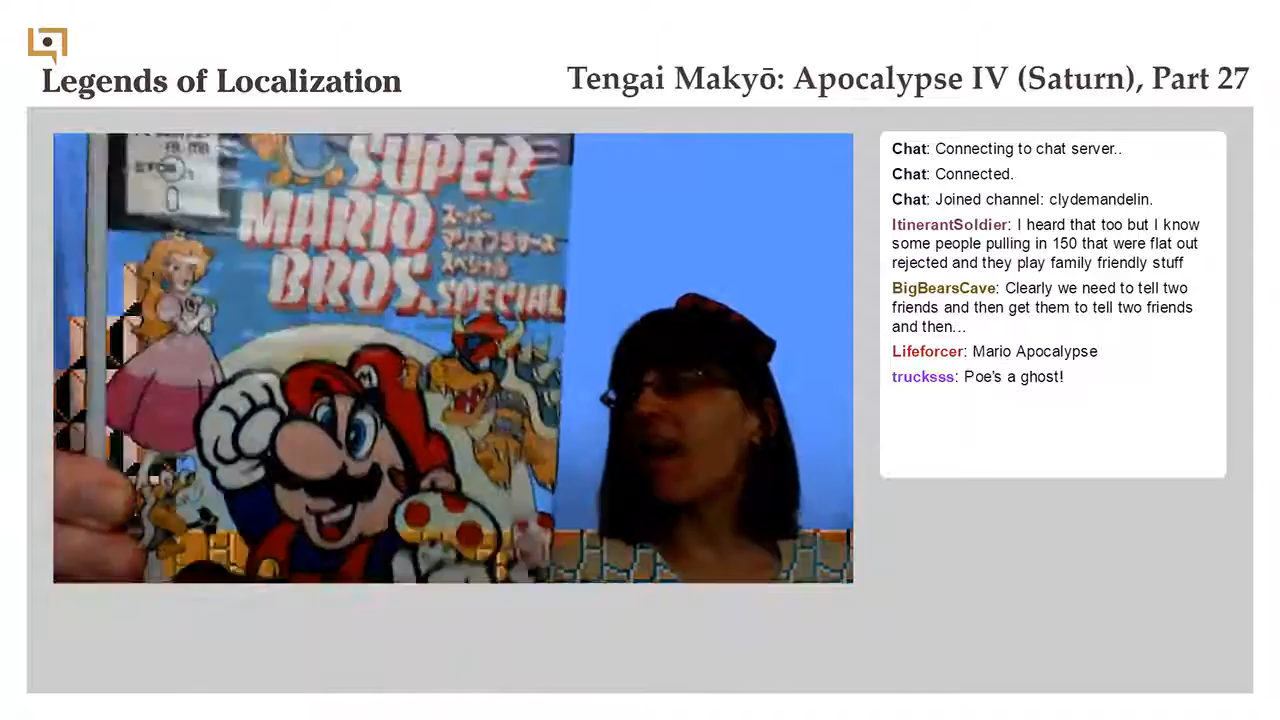 Legends of Localization
Tengai Makyō: Apocalypse IV (Saturn), Part 27
SUPER
MARIO
BROS. SPECIAL
スーパー
マリオブラザーズ
スペシャル
Chat: Connecting to chat server..
Chat: Connected.
Chat: Joined channel: clydemandelin.
ItinerantSoldier: I heard that too but I know
some people pulling in 150 that were flat out
rejected and they play family friendly stuff
BigBearsCave: Clearly we need to tell two
friends and then get them to tell two friends
and then...
Lifeforcer: Mario Apocalypse
trucksss: Poe's a ghost!